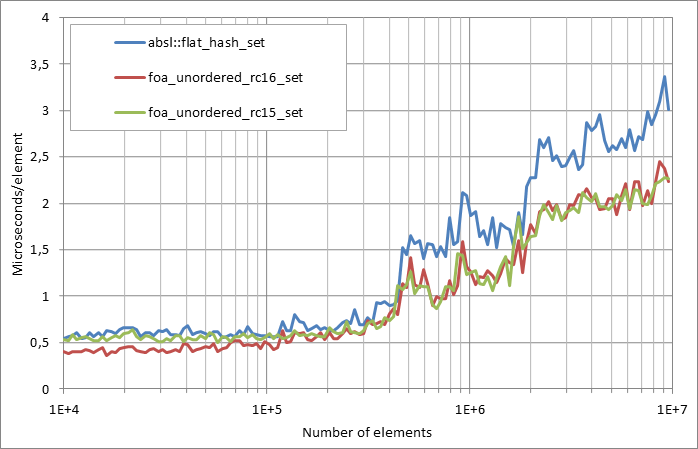 4
3,5
3
2,5
2
1,5
1
0,5
0
Microseconds/element
absl::flat_hash_set
foa_unordered_rc16_set
foa_unordered_rc15_set
1E+4 1E+5 1E+6 1E+7
Number of elements